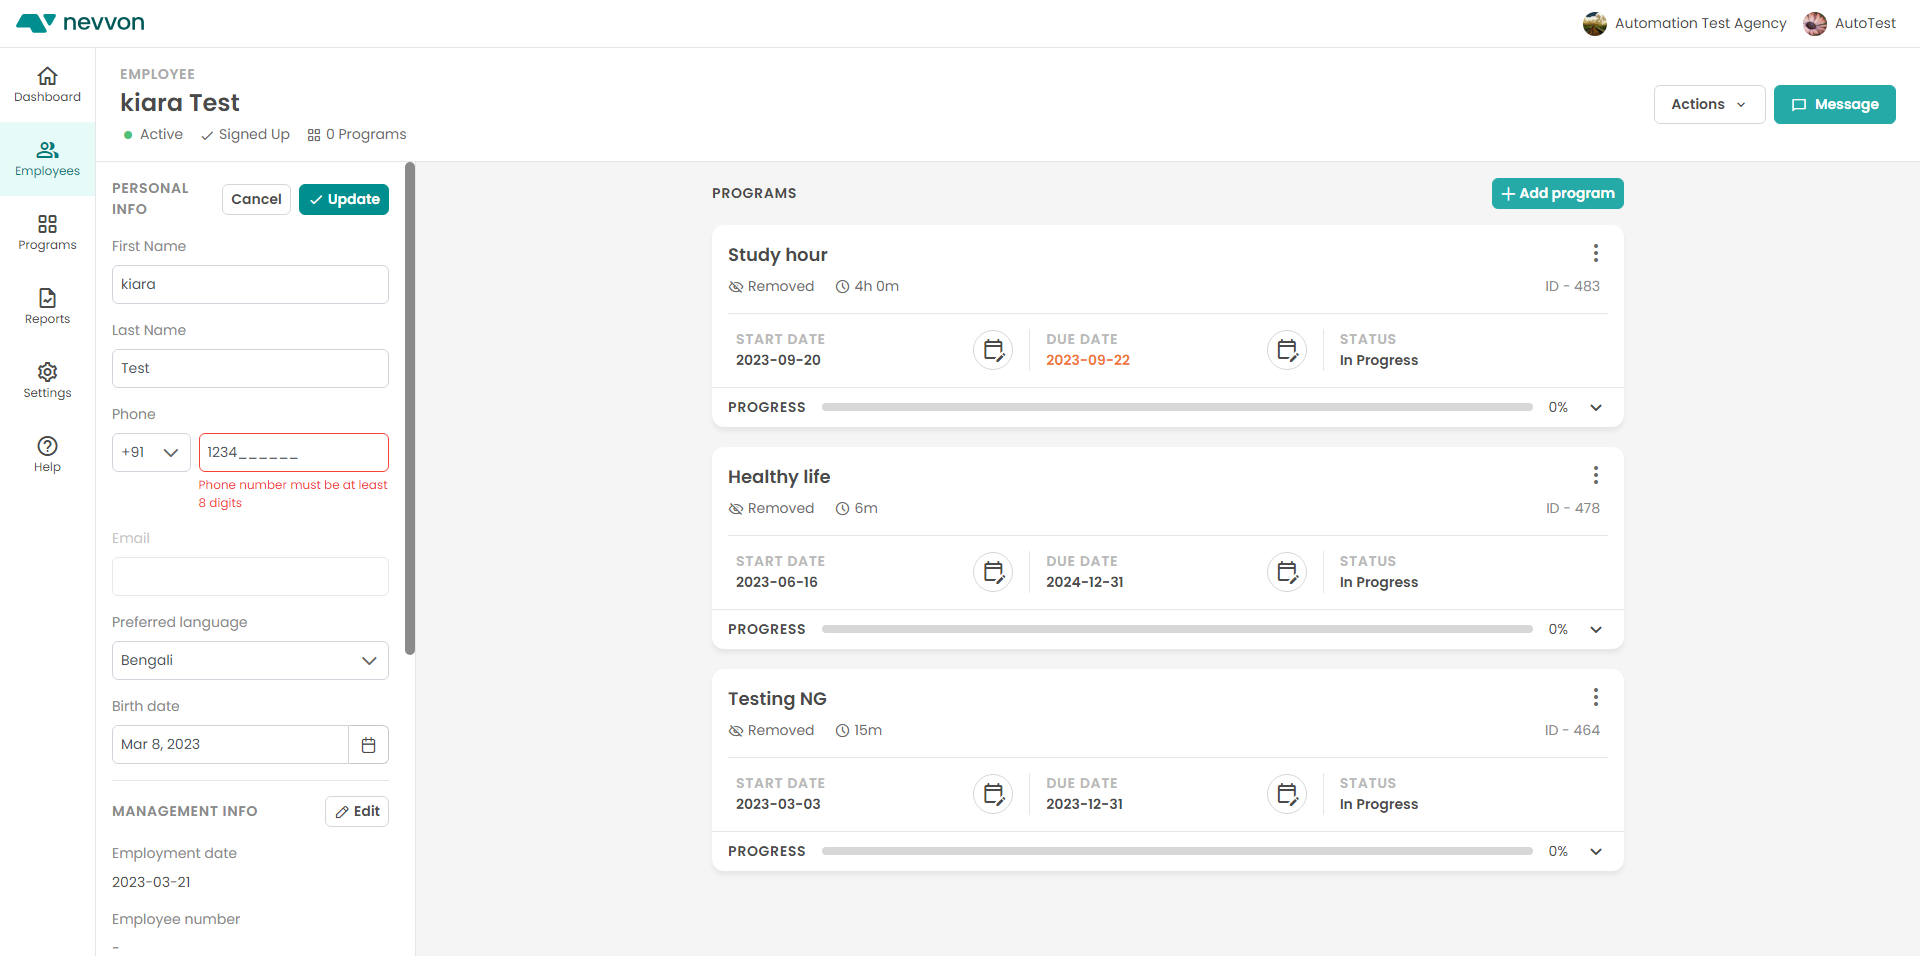 nevvon
Automation Test Agency
AutoTest
Dashboard
Employees
Programs
Reports
Settings
Help
EMPLOYEE
kiara Test
Active
Signed Up
0 Programs
Actions
Message
PERSONAL
INFO
Cancel
Update
First Name
kiara
Last Name
Test
Phone
+91
1234______
Phone number must be at least
8 digits
Email
Preferred language
Bengali
Birth date
Mar 8, 2023
MANAGEMENT INFO
Edit
Employment date
2023-03-21
Employee number
-
PROGRAMS
Add program
Study hour
Removed
4h 0m
ID - 483
START DATE
2023-09-20
DUE DATE
2023-09-22
STATUS
In Progress
PROGRESS
0%
Healthy life
Removed
6m
ID - 478
START DATE
2023-06-16
DUE DATE
2024-12-31
STATUS
In Progress
PROGRESS
0%
Testing NG
Removed
15m
ID - 464
START DATE
2023-03-03
DUE DATE
2023-12-31
STATUS
In Progress
PROGRESS
0%